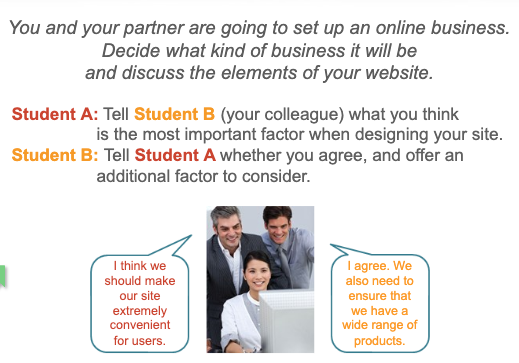 You and your partner are going to set up an online business.
Decide what kind of business it will be
and discuss the elements of your website.
Student A: Tell Student B (your colleague) what you think
is the most important factor when designing your site.
Student B: Tell Student A whether you agree, and offer an
additional factor to consider.
I think we
should make
our site
extremely
convenient
for users.
I agree. We
also need to
ensure that
we have a
wide range of
products.